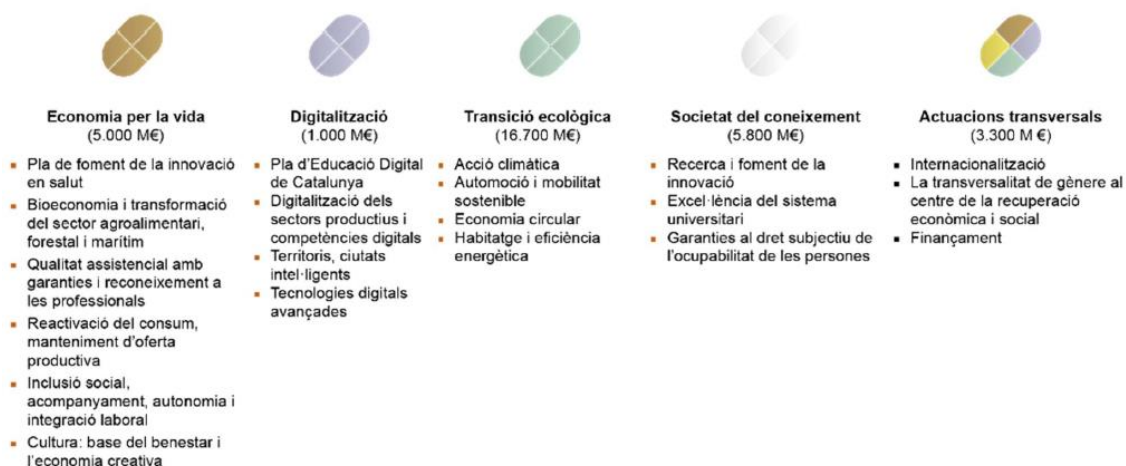 Economia per la vida
(5.000 M€)
▪ Pla de foment de la innovació
en salut
▪ Bioeconomia i transformació
del sector agroalimentari,
forestal i marítim
▪ Qualitat assistencial amb
garanties i reconeixement a
les professionals
▪ Reactivació del consum,
manteniment d'oferta
productiva
▪ Inclusió social,
acompanyament, autonomia i
integració laboral
▪ Cultura: base del benestar i
l'economia creativa
Digitalització
(1.000 M€)
▪ Pla d'Educació Digital
de Catalunya
▪ Digitalització dels
sectors productius i
competències digitals
▪ Territoris, ciutats
intel·ligents
▪ Tecnologies digitals
avançades
Transició ecològica
(16.700 M€)
▪ Acció climàtica
▪ Automoció i mobilitat
sostenible
▪ Economia circular
▪ Habitatge i eficiència
energètica
Societat del coneixement
(5.800 M€)
▪ Recerca i foment de la
innovació
▪ Excel·lència del sistema
universitari
▪ Garanties al dret subjectiu de
l'ocupabilitat de les persones
Actuacions transversals
(3.300 M €)
▪ Internacionalització
▪ La transversalitat de gènere al
centre de la recuperació
econòmica i social
▪ Finançament